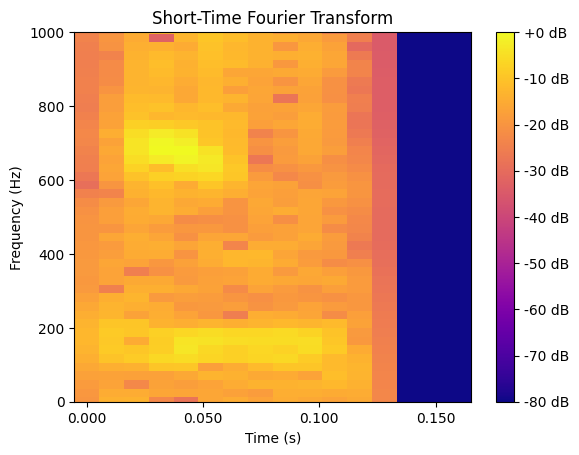 Short-Time Fourier Transform
1000
800
600
400
200
0
Frequency (Hz)
0.000
0.050
0.100
0.150
Time (s)
+0 dB
-10 dB
-20 dB
-30 dB
-40 dB
-50 dB
-60 dB
-70 dB
-80 dB